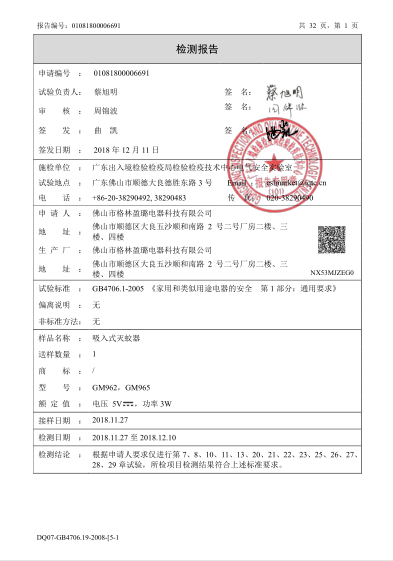 报告编号：01081800006691 共 32 页，第 1 页
检测报告
申请编号 ： 01081800006691
试验负责人： 蔡旭明 签 名： 蔡旭明
审 核 ： 周锦波 签 名：
签 发 ： 曲 凯 签 名：
签发日期 ： 2018 年 12 月 11 日
施检单位 ： 广东出入境检验检疫局检验检疫技术中心电气安全实验室
试验地点 ： 广东佛山市顺德大良德胜东路 3 号 Email
电 话 ： +86-20-38290492, 38290483 传 真： 020-38290490
申 请 人 ： 佛山市格林盈璐电器科技有限公司
地 址 ： 佛山市顺德区大良五沙顺和南路 2 号二号厂房二楼、三
楼、四楼
生 产 厂 ： 佛山市格林盈璐电器科技有限公司
地 址 ： 佛山市顺德区大良五沙顺和南路 2 号二号厂房二楼、三
楼、四楼
NX53MJZEG0
试验标准 ： GB4706.1-2005 《家用和类似用途电器的安全 第 1 部分：通用要求》
偏离说明 ： 无
非标准方法： 无
样品名称 ： 吸入式灭蚊器
送样数量 ： 1
商 标 ： /
型 号 ： GM962，GM965
额 定 值 ： 电压 5V⎓，功率 3W
接样日期 ： 2018.11.27
检测日期 ： 2018.11.27 至 2018.12.10
检测结论 ： 根据申请人要求仅进行第 7、8、10、11、13、20、21、22、23、25、26、27、
28、29 章试验，所检项目检测结果符合上述标准要求。
DQ07-GB4706.19-2008-[5-1